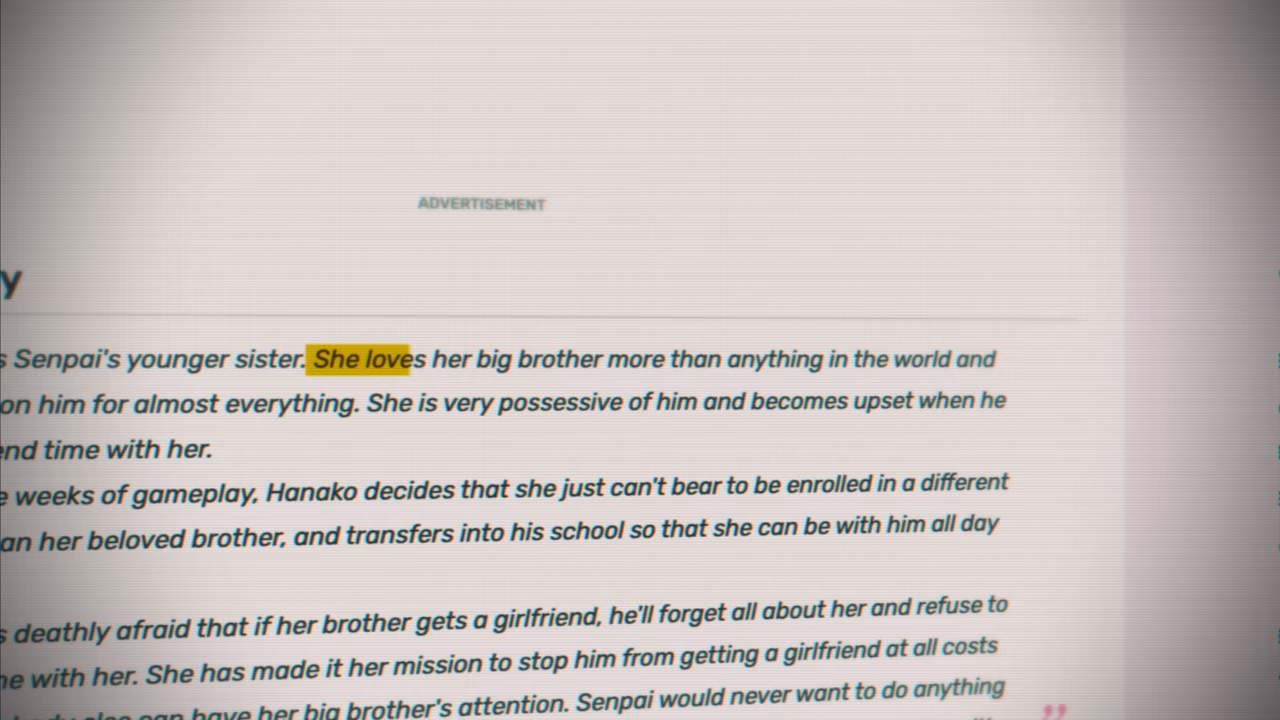 ADVERTISEMENT
y
s Senpai's younger sister. She loves her big brother more than anything in the world and
on him for almost everything. She is very possessive of him and becomes upset when he
end time with her.
e weeks of gameplay, Hanako decides that she just can't bear to be enrolled in a different
an her beloved brother, and transfers into his school so that she can be with him all day
s deathly afraid that if her brother gets a girlfriend, he'll forget all about her and refuse to
me with her. She has made it her mission to stop him from getting a girlfriend at all costs
else can have her big brother's attention. Senpai would never want to do anything